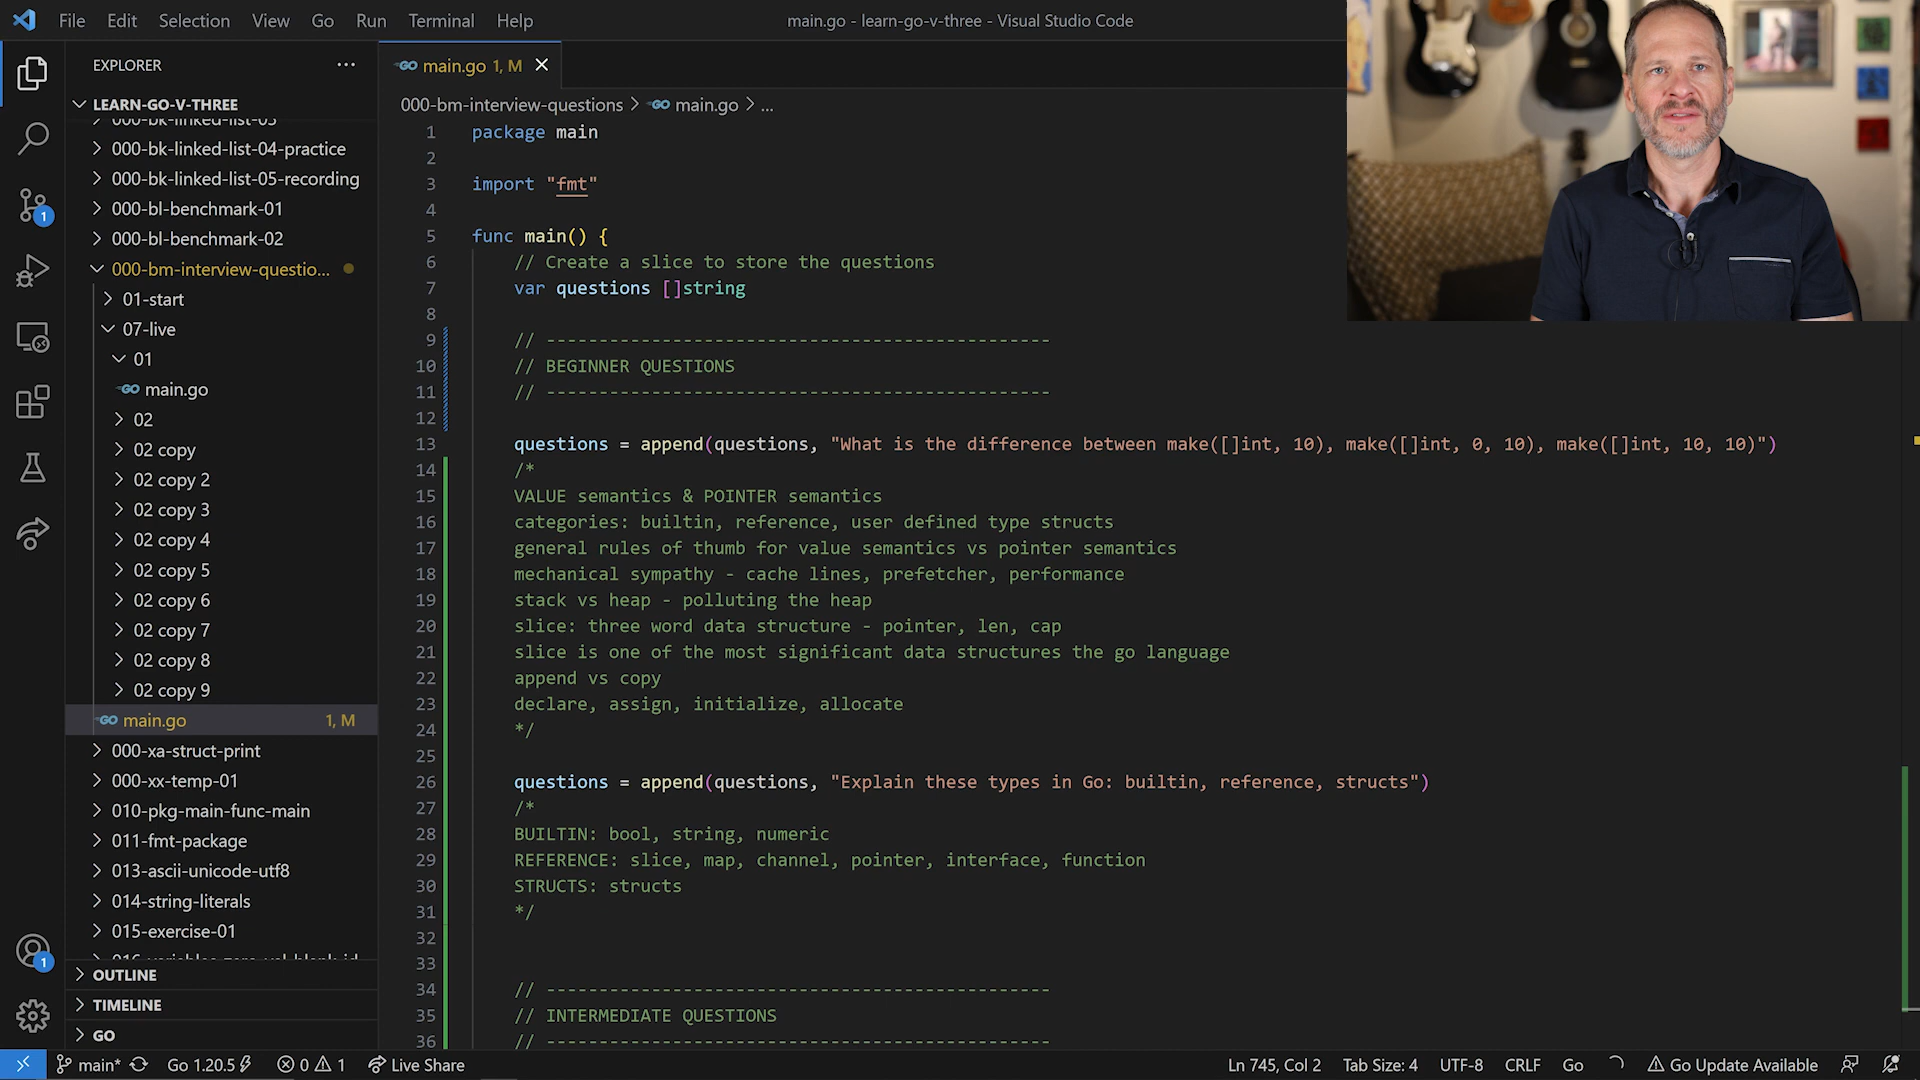 File Edit Selection View Go Run Terminal Help
main.go - learn-go-v-three - Visual Studio Code
EXPLORER
LEARN-GO-V-THREE
000-bk-linked-list-03
000-bk-linked-list-04-practice
000-bk-linked-list-05-recording
000-bl-benchmark-01
000-bl-benchmark-02
000-bm-interview-questio...
01-start
07-live
01
GO main.go
02
02 copy
02 copy 2
02 copy 3
02 copy 4
02 copy 5
02 copy 6
02 copy 7
02 copy 8
02 copy 9
GO main.go 1, M
000-xa-struct-print
000-xx-temp-01
010-pkg-main-func-main
011-fmt-package
013-ascii-unicode-utf8
014-string-literals
015-exercise-01
OUTLINE
TIMELINE
GO
1
1
GO main.go 1, M
000-bm-interview-questions > GO main.go > ...
1 package main
2
3 import "fmt"
4
5 func main() {
6 // Create a slice to store the questions
7 var questions []string
8
9 // ------------------------------------------------
10 // BEGINNER QUESTIONS
11 // ------------------------------------------------
12
13 questions = append(questions, "What is the difference between make([]int, 10), make([]int, 0, 10), make([]int, 10, 10)")
14 /*
15 VALUE semantics & POINTER semantics
16 categories: builtin, reference, user defined type structs
17 general rules of thumb for value semantics vs pointer semantics
18 mechanical sympathy - cache lines, prefetcher, performance
19 stack vs heap - polluting the heap
20 slice: three word data structure - pointer, len, cap
21 slice is one of the most significant data structures the go language
22 append vs copy
23 declare, assign, initialize, allocate
24 */
25
26 questions = append(questions, "Explain these types in Go: builtin, reference, structs")
27 /*
28 BUILTIN: bool, string, numeric
29 REFERENCE: slice, map, channel, pointer, interface, function
30 STRUCTS: structs
31 */
32
33
34 // ------------------------------------------------
35 // INTERMEDIATE QUESTIONS
36 // ------------------------------------------------
main* Go 1.20.5 0 1 Live Share
Ln 745, Col 2 Tab Size: 4 UTF-8 CRLF Go Go Update Available